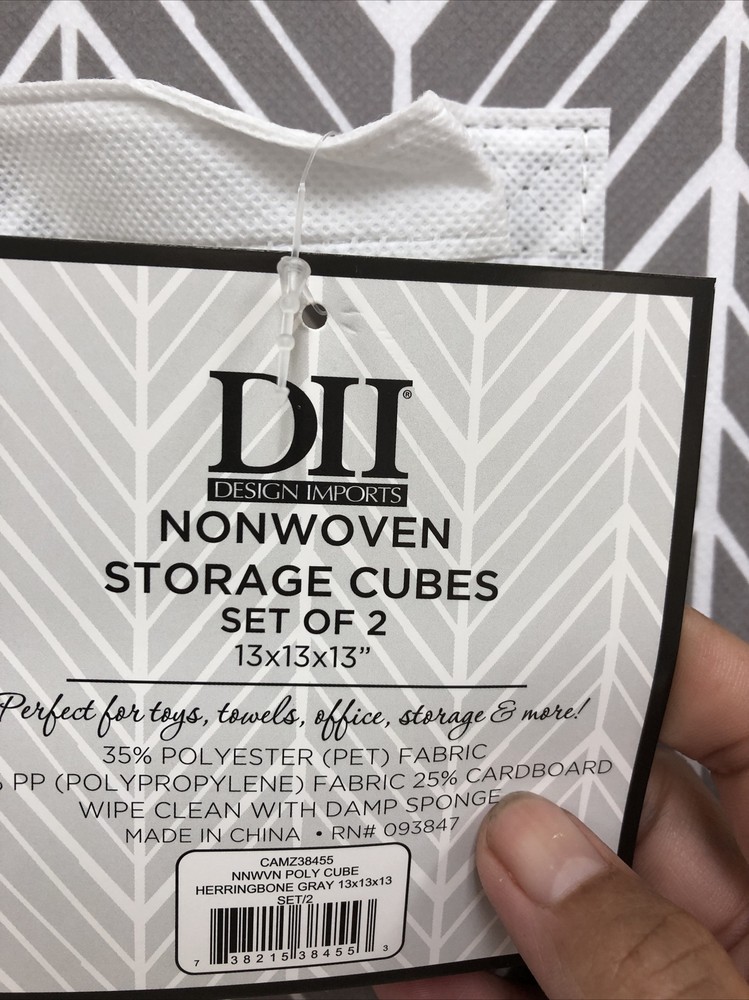 DII®
DESIGN IMPORTS
NONWOVEN
STORAGE CUBES
SET OF 2
13x13x13”
Perfect for toys, towels, office, storage & more!
35% POLYESTER (PET) FABRIC
% PP (POLYPROPYLENE) FABRIC 25% CARDBOARD
WIPE CLEAN WITH DAMP SPONGE
MADE IN CHINA • RN# 093847
CAMZ38455
NNWVN POLY CUBE
HERRINGBONE GRAY 13x13x13
SET/2
7 38215 38455 3